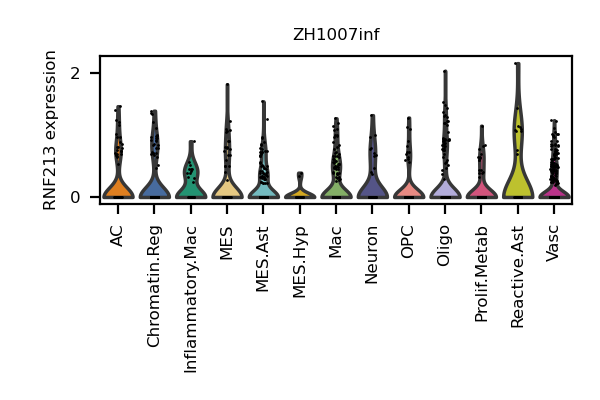 ZH1007inf
RNF213 expression
2
0
AC
Chromatin.Reg
Inflammatory.Mac
MES
MES.Ast
MES.Hyp
Mac
Neuron
OPC
Oligo
Prolif.Metab
Reactive.Ast
Vasc